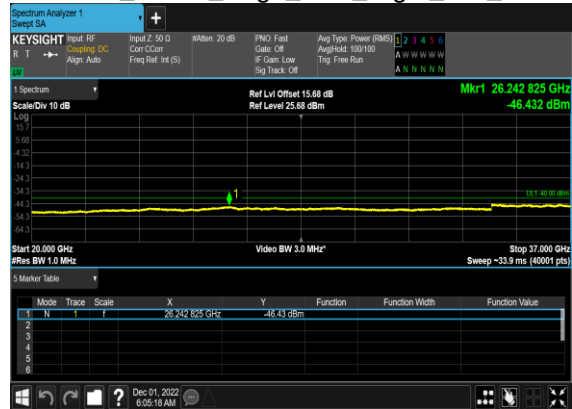 Spectrum Analyzer 1
Swept SA
+
KEYSIGHT Input: RF Input Z: 50 Ω #Atten: 20 dB PNO: Fast Avg Type: Power (RMS) 1 2 3 4 5 6
R T Coupling: DC Corr CCorr Gate: Off Avg|Hold: 100/100 A W W W W W
Align: Auto Freq Ref: Int (S) IF Gain: Low Trig: Free Run A N N N N N
Sig Track: Off
1 Spectrum Ref Lvl Offset 15.68 dB Mkr1 26.242 825 GHz
Scale/Div 10 dB Ref Level 25.68 dBm -46.432 dBm
Log
15.7
5.68
-4.32
-14.3
-24.3
-34.3
1
DL1 -40.00 dBm
-44.3
-54.3
-64.3
Start 20.000 GHz Video BW 3.0 MHz* Stop 37.000 GHz
#Res BW 1.0 MHz Sweep ~33.9 ms (40001 pts)
5 Marker Table
Mode Trace Scale X Y Function Function Width Function Value
1 N 1 f 26.242 825 GHz -46.43 dBm
2
3
4
5
6
? Dec 01, 2022
6:05:18 AM